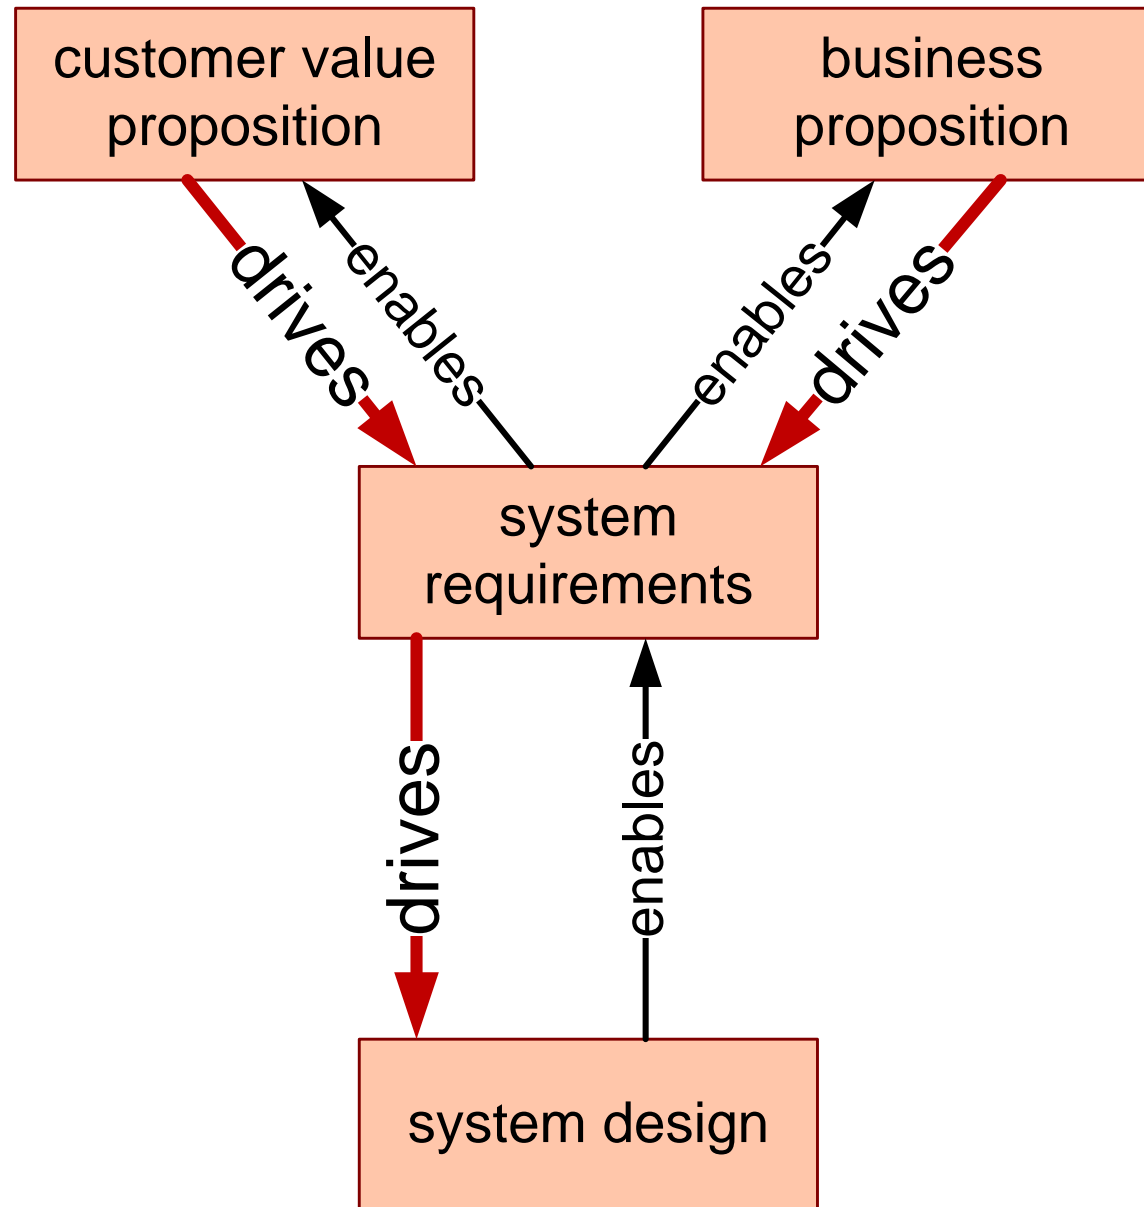 customer value
proposition
business
proposition
drives
enables
enables
drives
system
requirements
drives
enables
system design